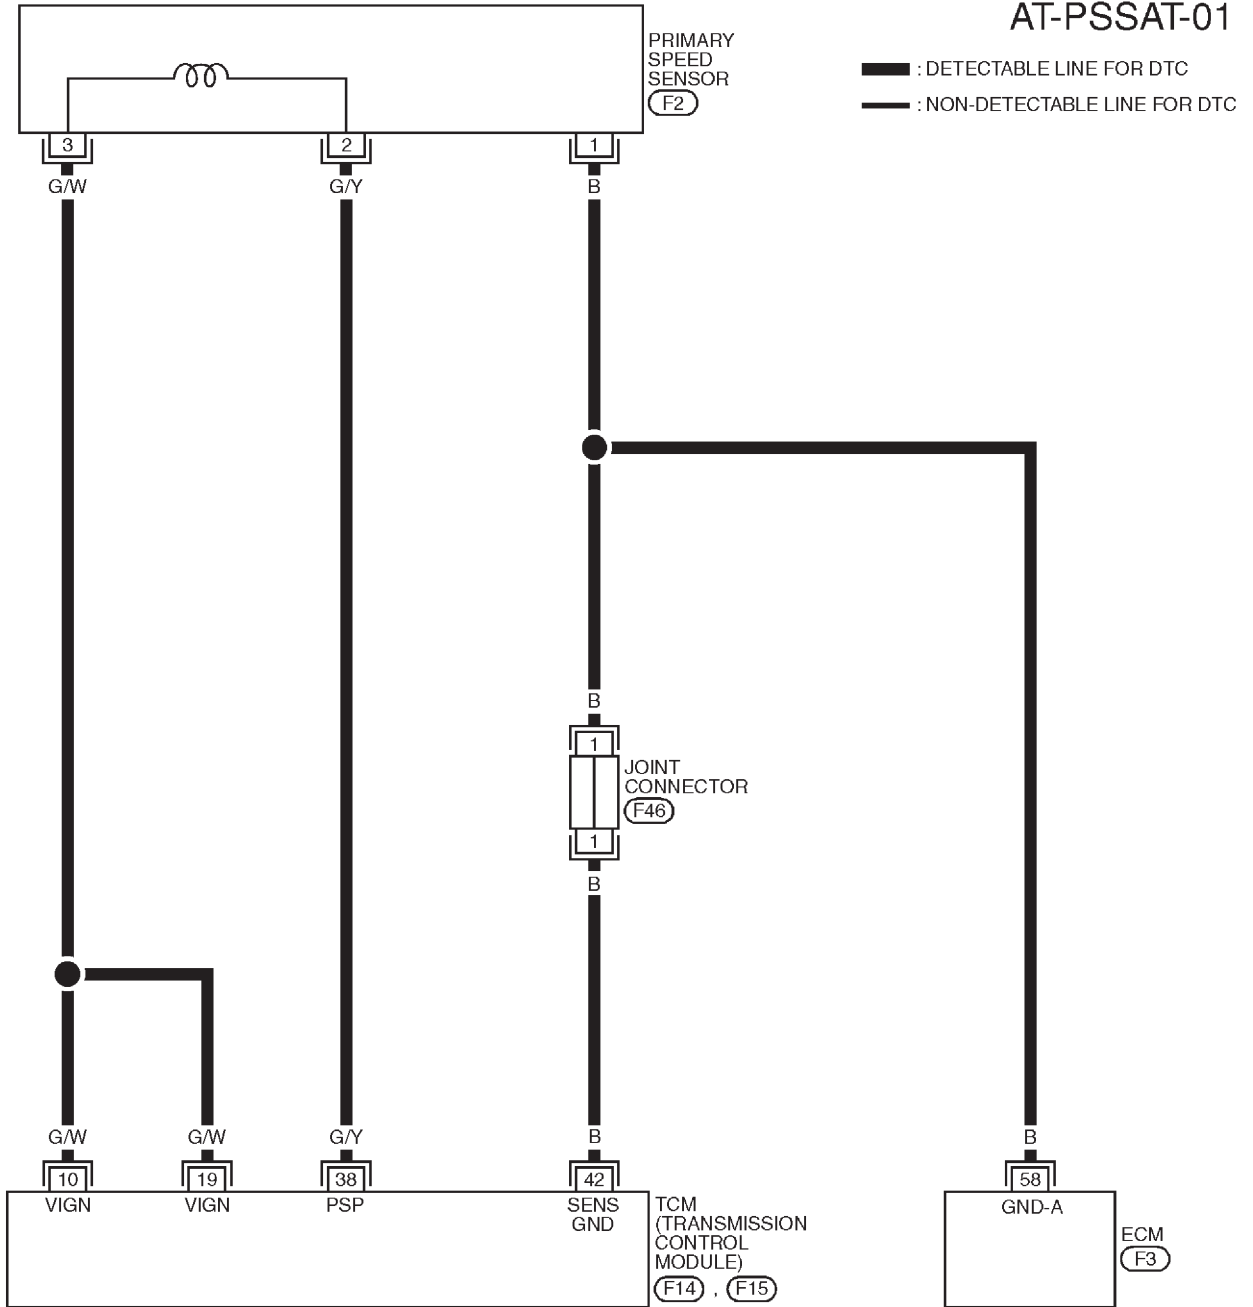 AT-PSSAT-01
: DETECTABLE LINE FOR DTC
: NON-DETECTABLE LINE FOR DTC
PRIMARY
SPEED
SENSOR
F2
3 2 1
G/W G/Y B
B
1
JOINT
CONNECTOR
F46
1
B
G/W G/W G/Y B B
10 19 38 42 58
VIGN VIGN PSP SENS
GND
GND-A
TCM
(TRANSMISSION
CONTROL
MODULE)
F14 , F15
ECM
F3